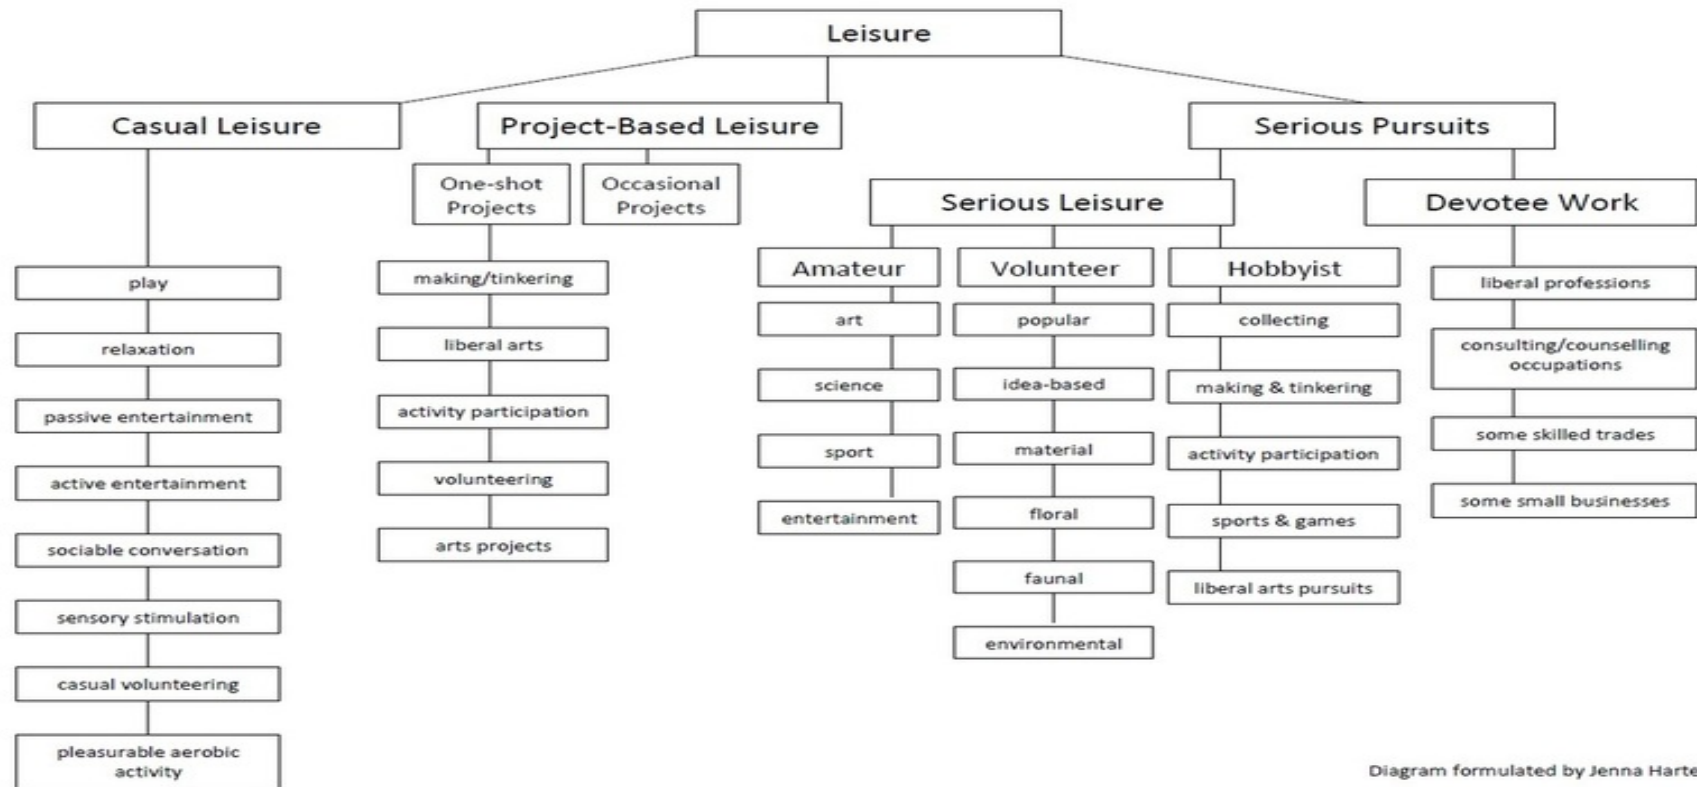 Leisure
Casual Leisure
Project-Based Leisure
Serious Pursuits
One-shot
Projects
Occasional
Projects
Serious Leisure
Devotee Work
Amateur
Volunteer
Hobbyist
play
relaxation
passive entertainment
active entertainment
sociable conversation
sensory stimulation
casual volunteering
pleasurable aerobic
activity
making/tinkering
liberal arts
activity participation
volunteering
arts projects
art
science
sport
entertainment
popular
idea-based
material
floral
faunal
environmental
collecting
making & tinkering
activity participation
sports & games
liberal arts pursuits
liberal professions
consulting/counselling
occupations
some skilled trades
some small businesses
Diagram formulated by Jenna Harte